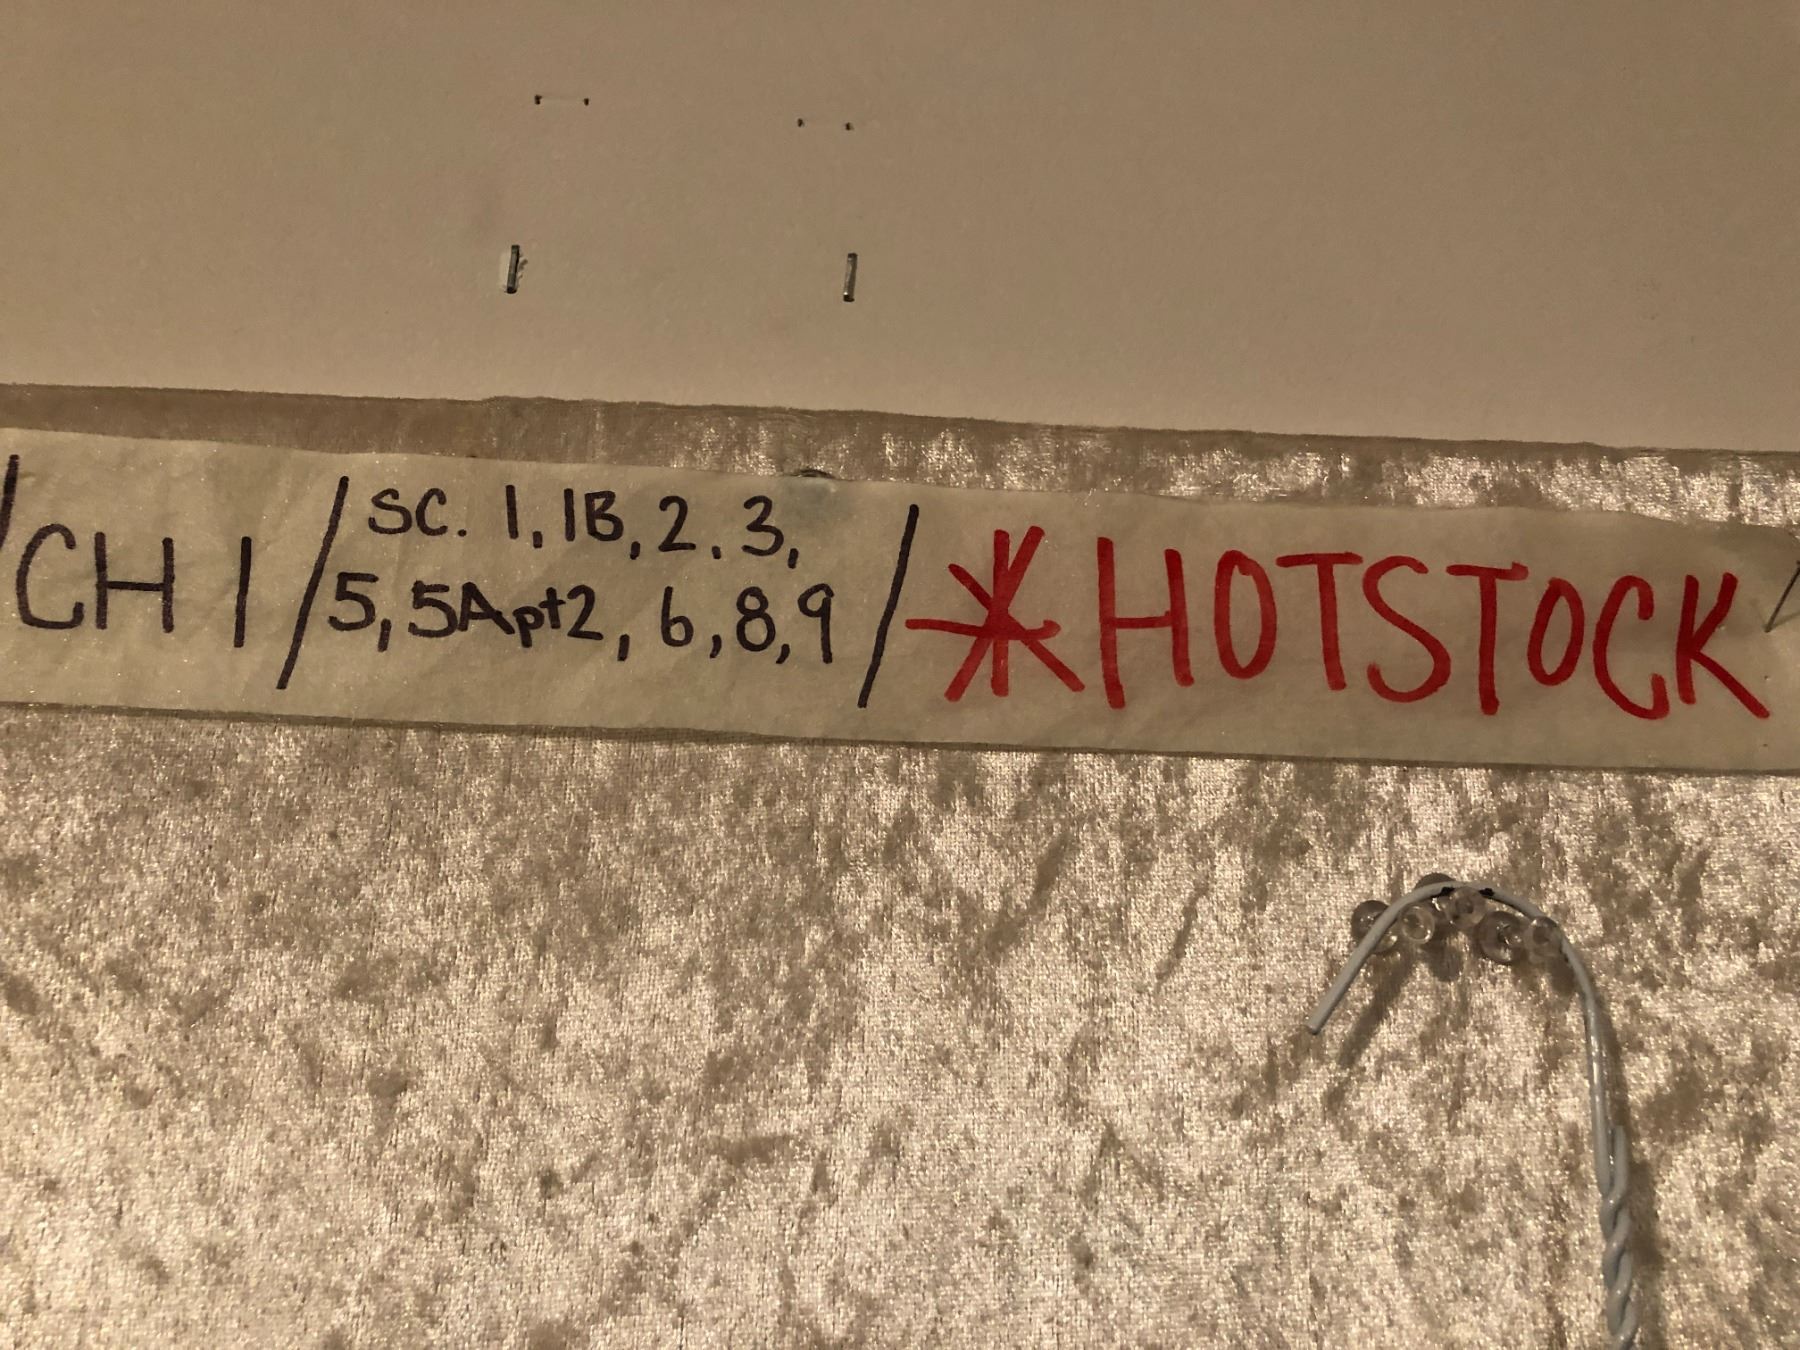 /CH 1/ SC. 1, 1B, 2, 3,
5, 5Apt2, 6, 8, 9 / *HOTSTOCK /